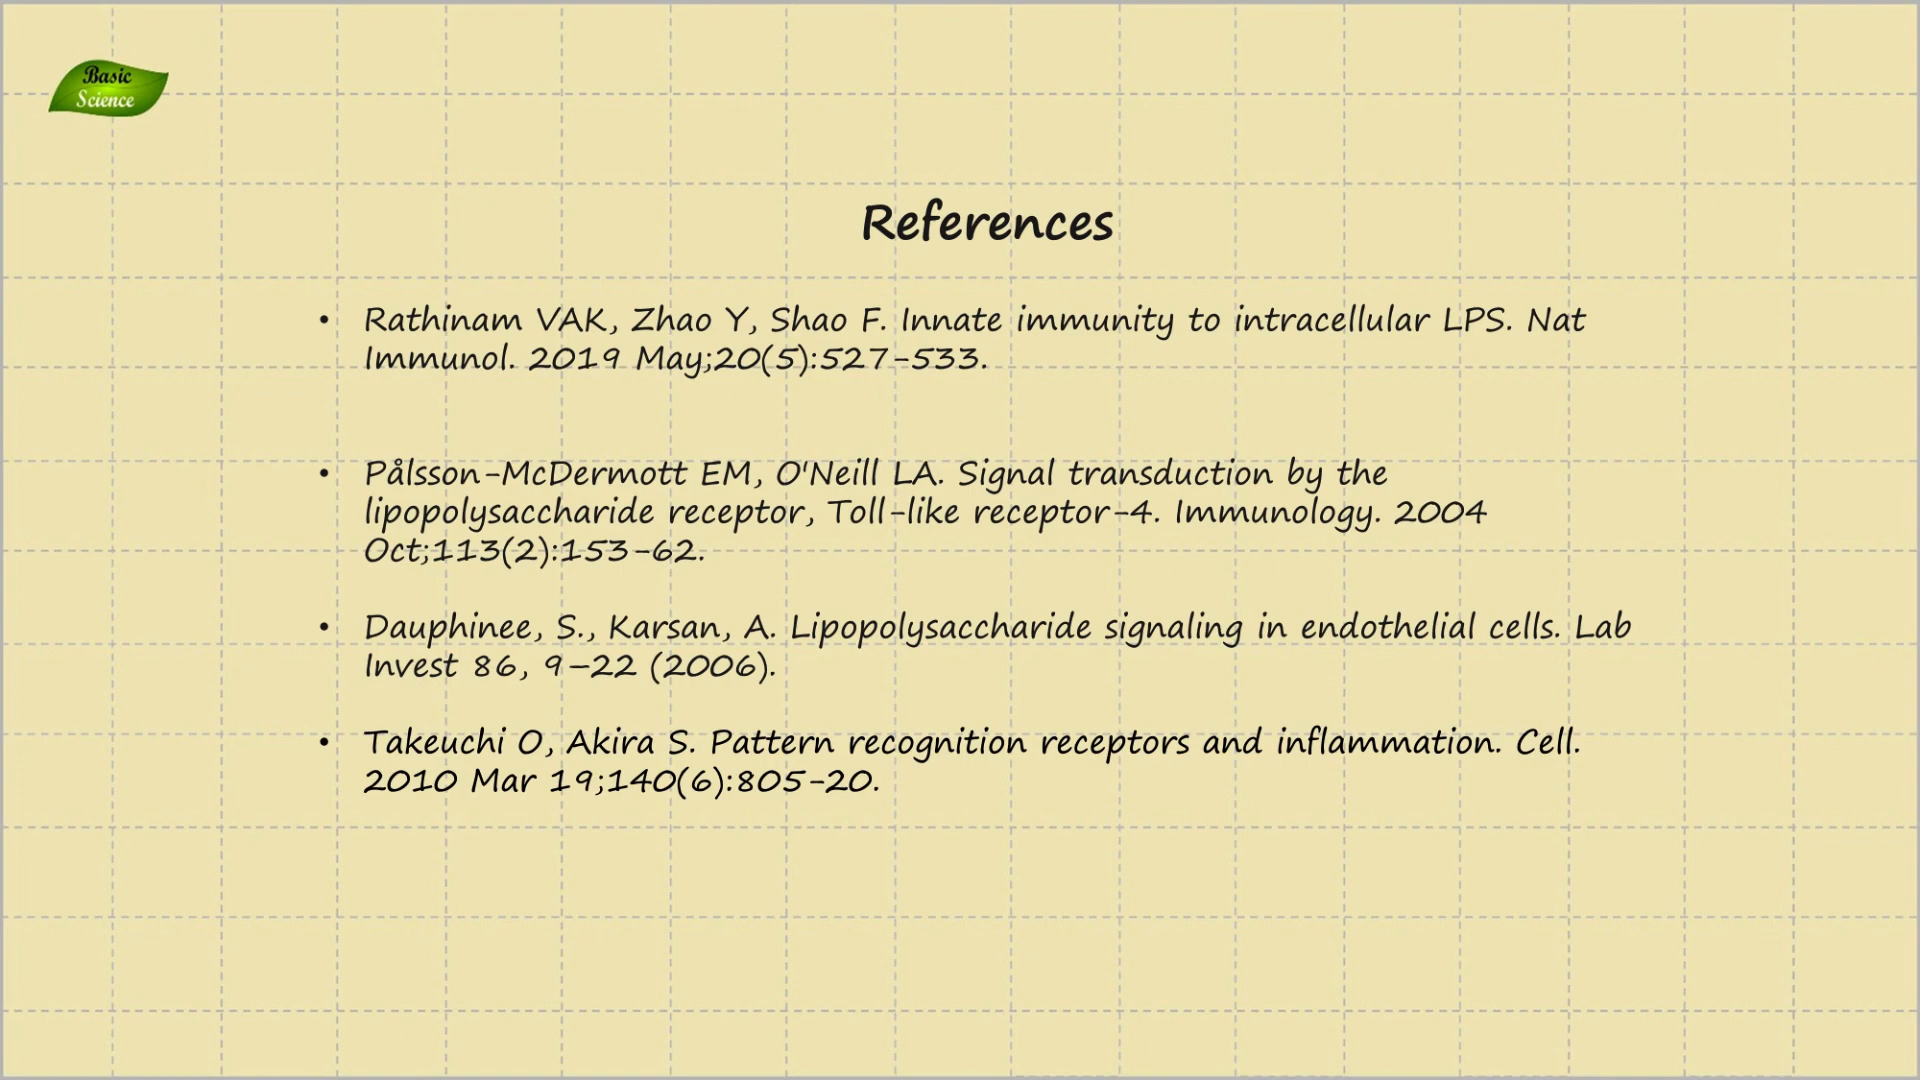 Basic
Science
References
• Rathinam VAK, Zhao Y, Shao F. Innate immunity to intracellular LPS. Nat
Immunol. 2019 May;20(5):527-533.
• Pålsson-McDermott EM, O'Neill LA. Signal transduction by the
lipopolysaccharide receptor, Toll-like receptor-4. Immunology. 2004
Oct;113(2):153-62.
• Dauphinee, S., Karsan, A. Lipopolysaccharide signaling in endothelial cells. Lab
Invest 86, 9–22 (2006).
• Takeuchi O, Akira S. Pattern recognition receptors and inflammation. Cell.
2010 Mar 19;140(6):805-20.